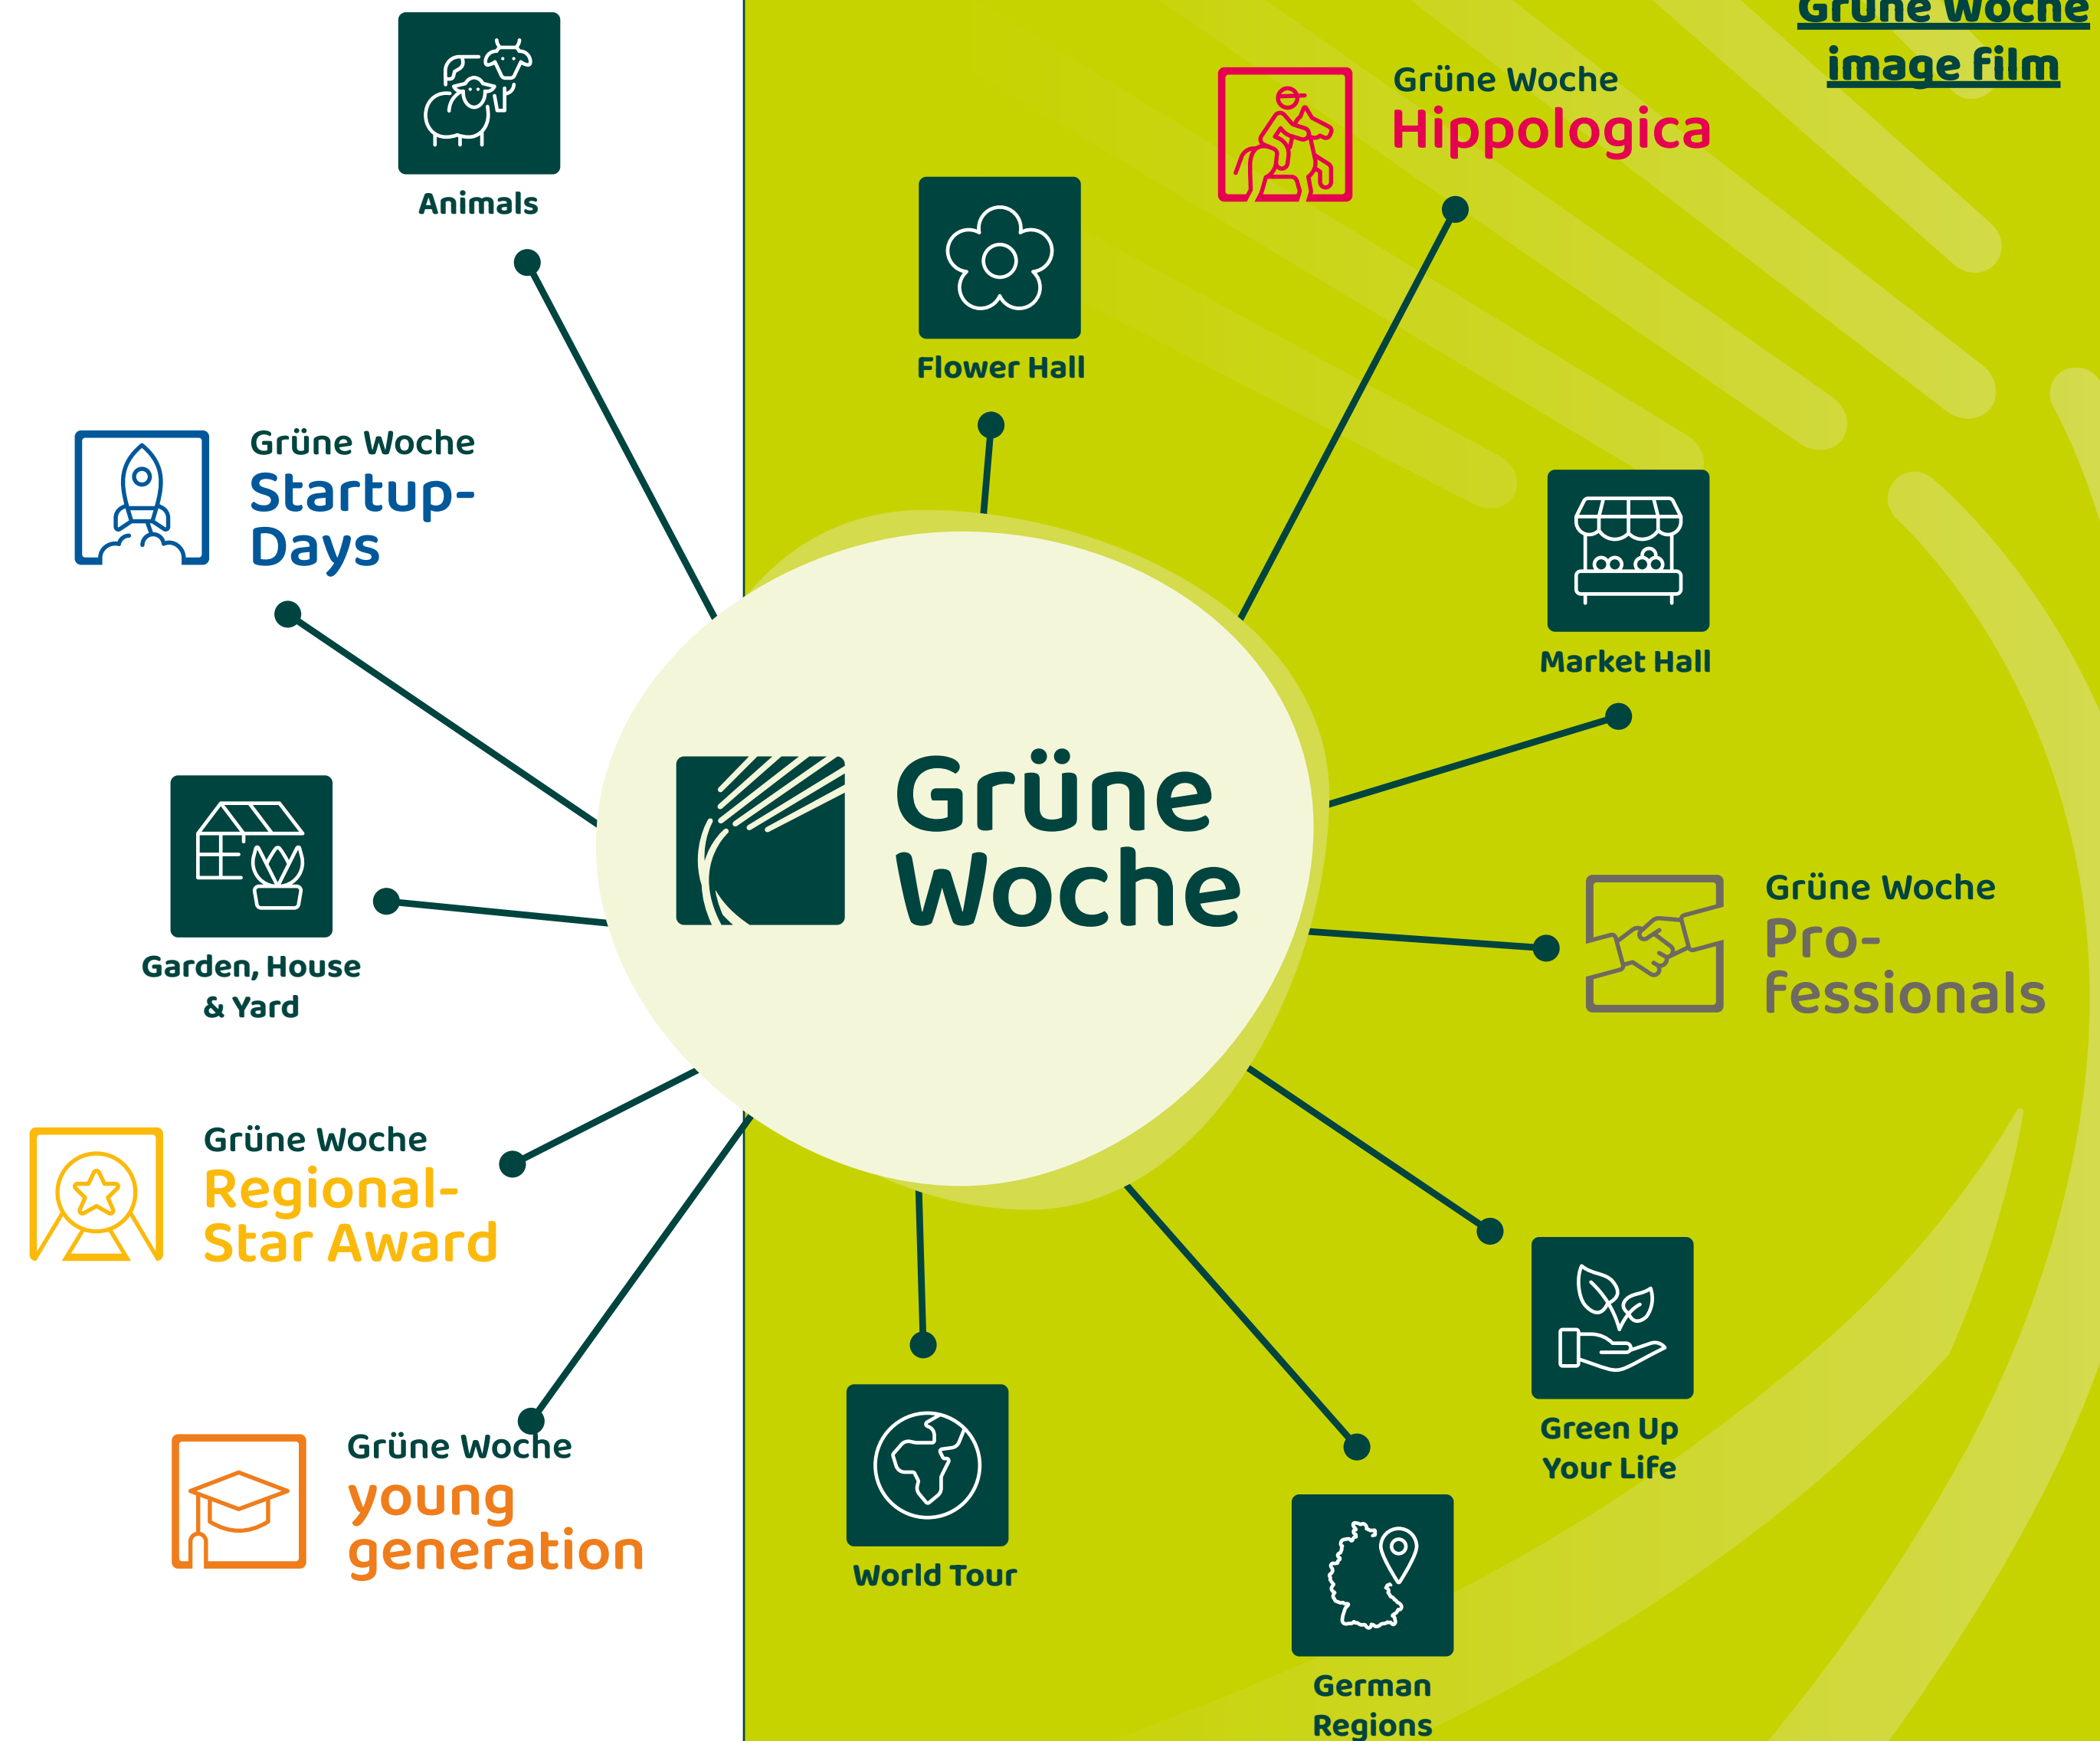 Grüne Woche
image film
Animals
Grüne Woche
Hippologica
Flower Hall
Grüne Woche
Startup-
Days
Market Hall
Grüne
Woche
Garden, House
& Yard
Grüne Woche
Pro-
fessionals
Grüne Woche
Regional-
Star Award
Grüne Woche
young
generation
World Tour
Green Up
Your Life
German
Regions